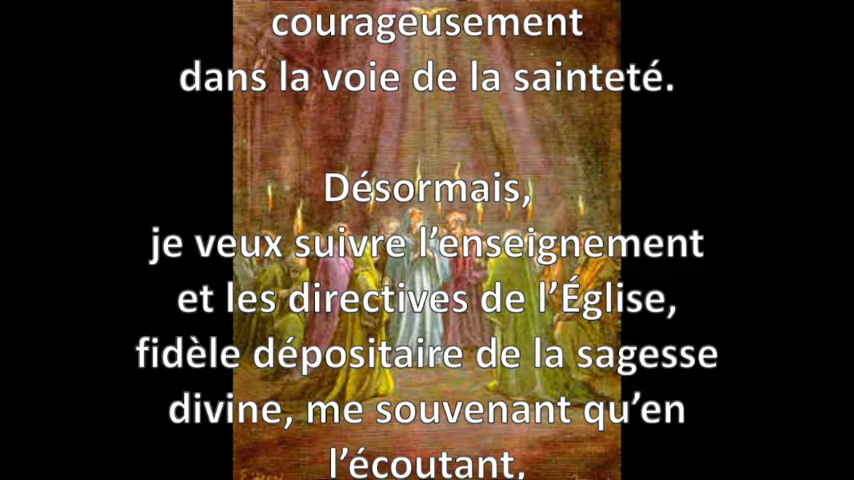 courageusement
dans la voie de la sainteté.
Désormais,
je veux suivre l’enseignement
et les directives de l’Église,
fidèle dépositaire de la sagesse
divine, me souvenant qu’en
l’écoutant,